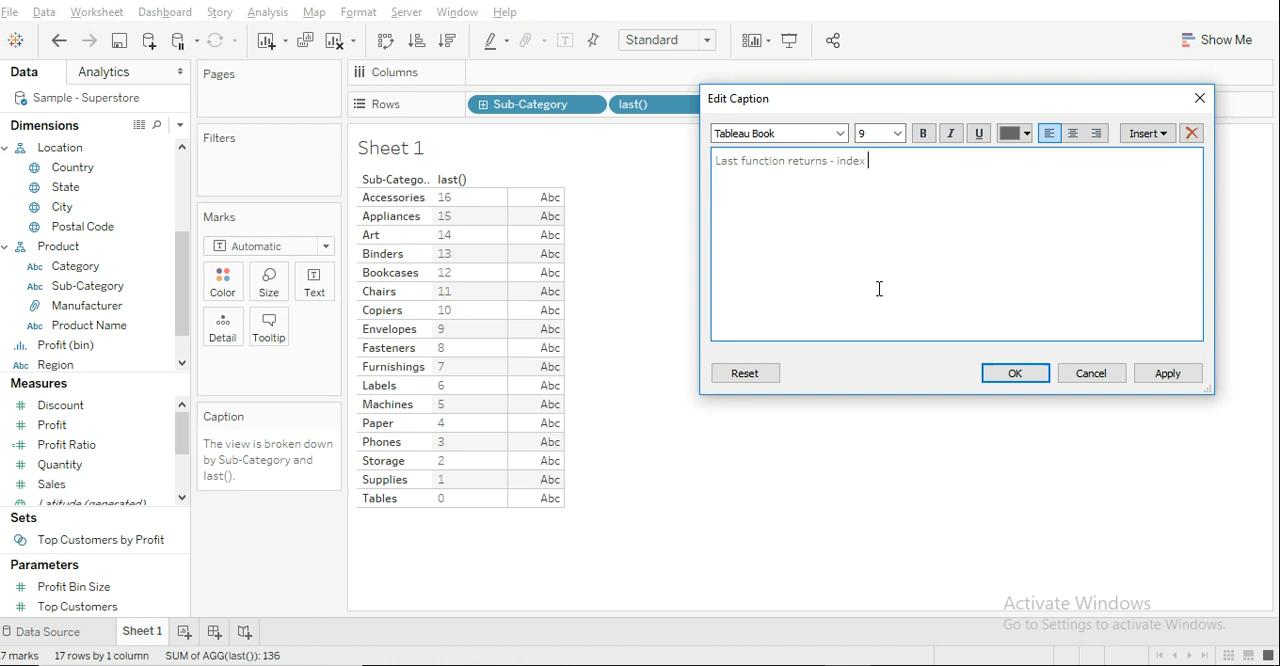 File Data Worksheet Dashboard Story Analysis Map Format Server Window Help
Standard Show Me
Data Analytics
Sample - Superstore
Dimensions
Location
Country
State
City
Postal Code
Product
Abc Category
Abc Sub-Category
Manufacturer
Abc Product Name
Profit (bin)
Abc Region
Measures
Discount
Profit
Profit Ratio
Quantity
Sales
Latitude (generated)
Sets
Top Customers by Profit
Parameters
Profit Bin Size
Top Customers
Pages
Filters
Marks
Automatic
Color Size Text
Detail Tooltip
Caption
The view is broken down
by Sub-Category and
last().
Columns
Rows Sub-Category last()
Sheet 1
Sub-Catego.. last()
Accessories 16 Abc
Appliances 15 Abc
Art 14 Abc
Binders 13 Abc
Bookcases 12 Abc
Chairs 11 Abc
Copiers 10 Abc
Envelopes 9 Abc
Fasteners 8 Abc
Furnishings 7 Abc
Labels 6 Abc
Machines 5 Abc
Paper 4 Abc
Phones 3 Abc
Storage 2 Abc
Supplies 1 Abc
Tables 0 Abc
Edit Caption
Tableau Book 9 B I U Insert
Last function returns - index
Reset OK Cancel Apply
Activate Windows
Go to Settings to activate Windows.
Data Source Sheet 1
7 marks 17 rows by 1 column SUM of AGG(last()): 136